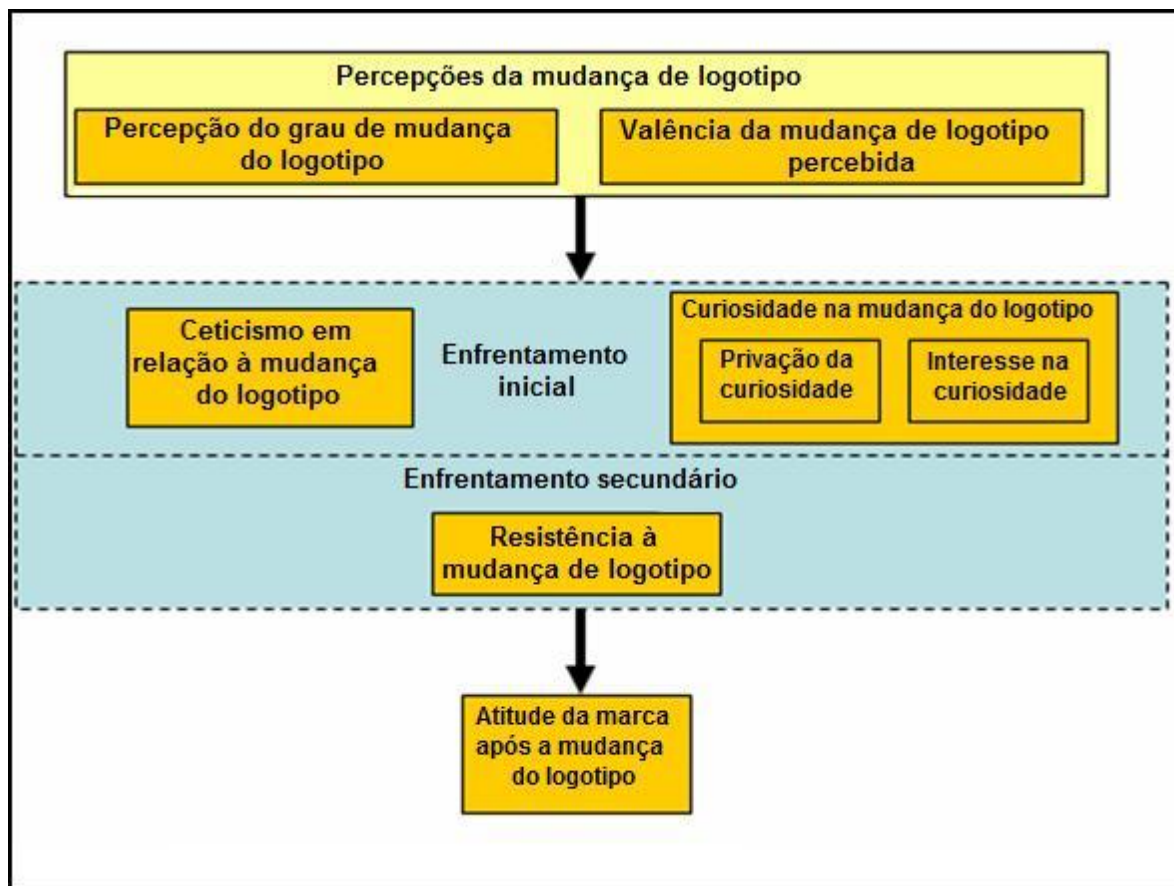 Percepções da mudança de logotipo
Percepção do grau de mudança
do logotipo
Valência da mudança de logotipo
percebida
Ceticismo em
relação à mudança
do logotipo
Enfrentamento
inicial
Curiosidade na mudança do logotipo
Privação da
curiosidade
Interesse na
curiosidade
Enfrentamento secundário
Resistência à
mudança de logotipo
Atitude da marca
após a mudança
do logotipo